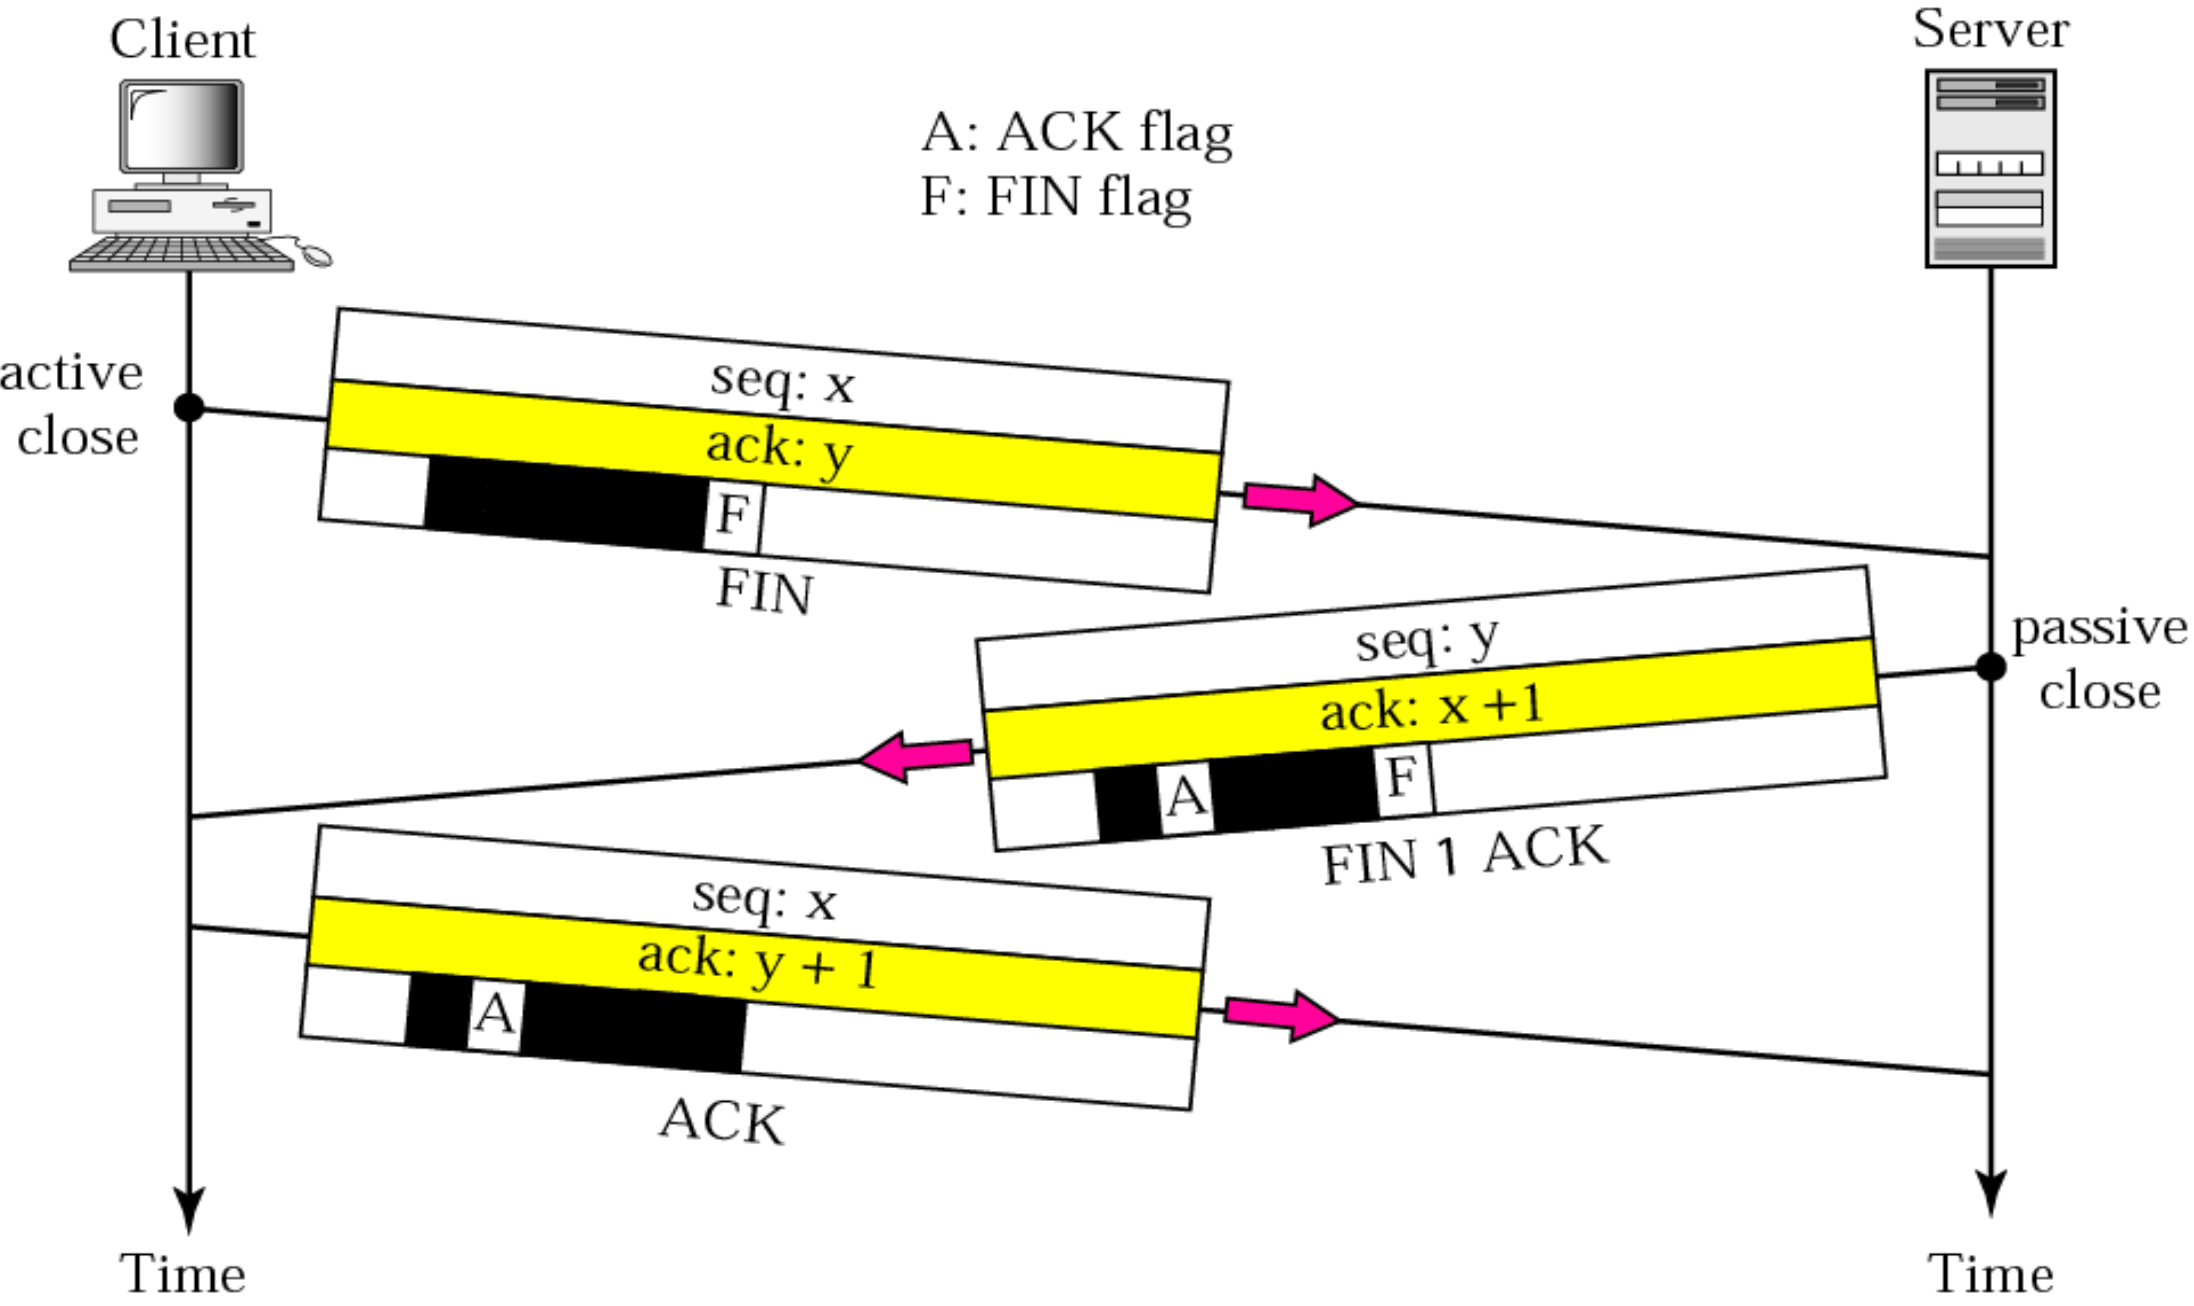 Client
Server
A: ACK flag
F: FIN flag
active
close
seq: x
ack: y
F
FIN
passive
close
seq: y
ack: x +1
A
F
FIN 1 ACK
seq: x
ack: y + 1
A
ACK
Time
Time